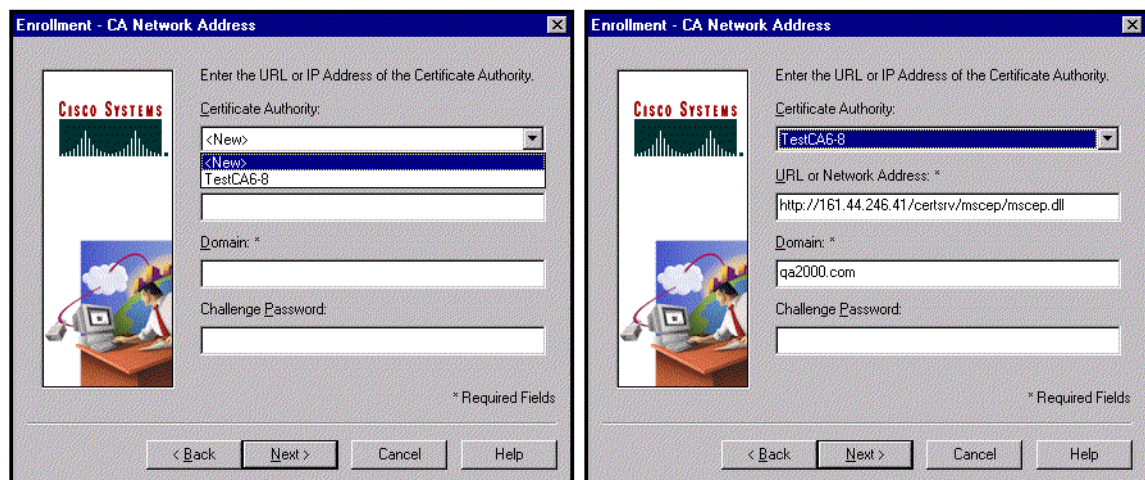 Enrollment - CA Network Address
Enter the URL or IP Address of the Certificate Authority.
CISCO SYSTEMS
Certificate Authority:
<New>
<New>
TestCA6-8
Domain: *
Challenge Password:
* Required Fields
< Back
Next >
Cancel
Help
Enrollment - CA Network Address
Enter the URL or IP Address of the Certificate Authority.
CISCO SYSTEMS
Certificate Authority:
TestCA6-8
URL or Network Address: *
http://161.44.246.41/certsrv/mscep/mscep.dll
Domain: *
qa2000.com
Challenge Password:
* Required Fields
< Back
Next >
Cancel
Help